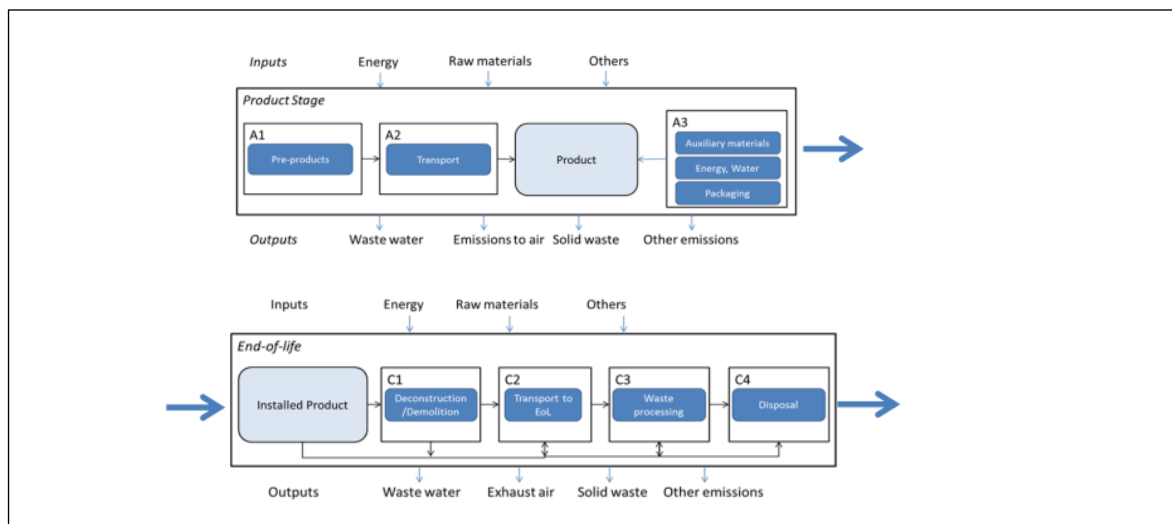 Inputs Energy Raw materials Others
Product Stage
A1 A2 A3
Auxiliary materials
Pre-products Transport Product Energy, Water
Packaging
Outputs Waste water Emissions to air Solid waste Other emissions
Inputs Energy Raw materials Others
End-of-life
C1 C2 C3 C4
Installed Product Deconstruction Transport to Waste Disposal
/Demolition EoL processing
Outputs Waste water Exhaust air Solid waste Other emissions